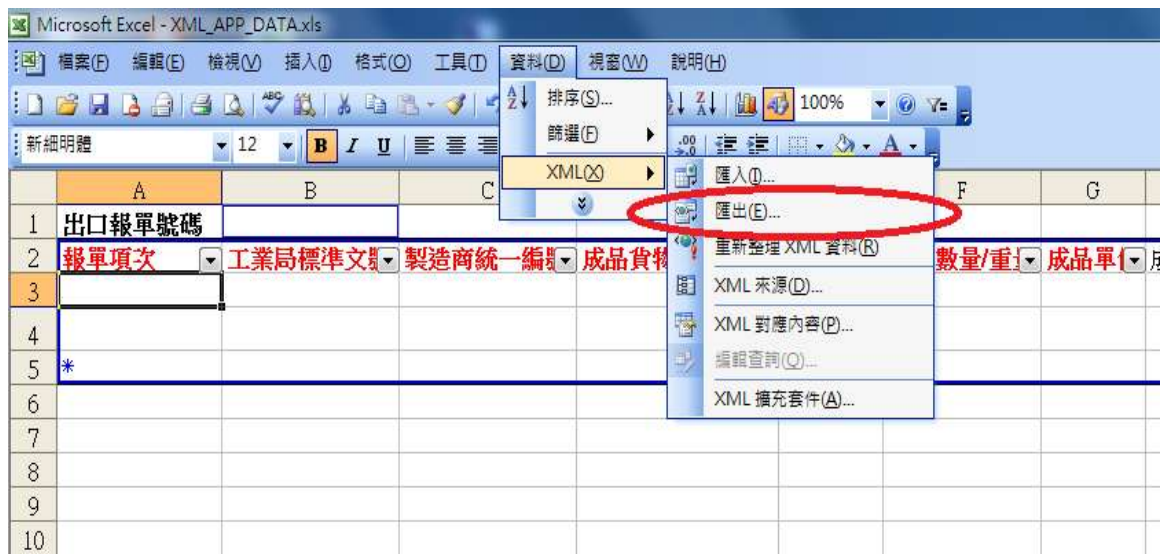 Microsoft Excel - XML_APP_DATA.xls
檔案(F) 編輯(E) 檢視(V) 插入(I) 格式(O) 工具(T) 資料(D) 視窗(W) 說明(H)
排序(S)...
篩選(F)
XML(X)
匯入(I)...
匯出(E)...
重新整理 XML 資料(R)
XML 來源(D)...
XML 對應內容(P)...
編輯查詢(Q)...
XML 擴充套件(A)...
100%
新細明體 12 B I U
A B C F G
1 出口報單號碼
2 報單項次 工業局標準文 製造商統一編 成品貨物 數量/重 成品單
3
4
5 *
6
7
8
9
10